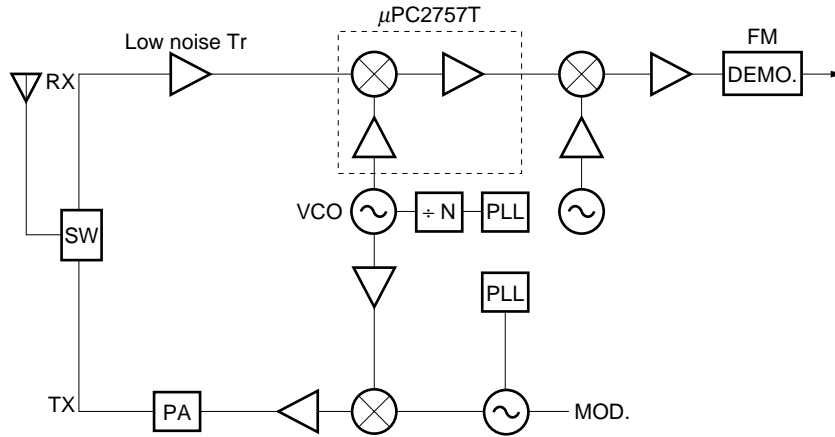 μPC2757T
Low noise Tr
FM
RX
DEMO.
SW
VCO
÷ N
PLL
PLL
TX
PA
MOD.